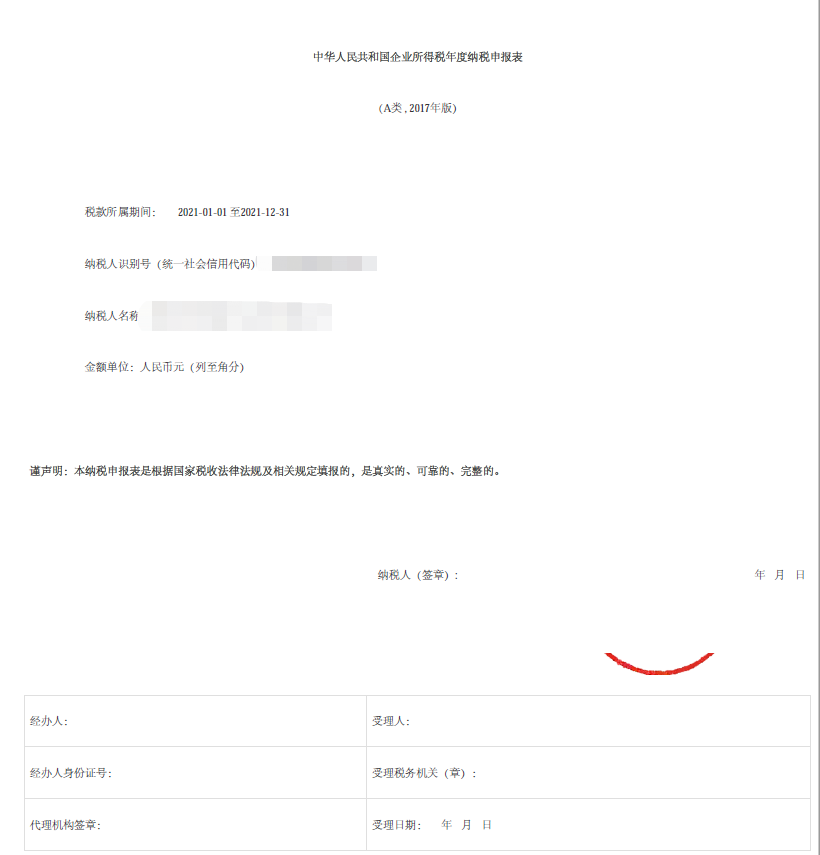 中华人民共和国企业所得税年度纳税申报表
(A类,2017年版)
税款所属期间: 2021-01-01 至2021-12-31
纳税人识别号(统一社会信用代码)
纳税人名称
金额单位:人民币元(列至角分)
谨声明:本纳税申报表是根据国家税收法律法规及相关规定填报的,是真实的、可靠的、完整的。
纳税人(签章): 年 月 日
经办人: 受理人:
经办人身份证号: 受理税务机关(章):
代理机构签章: 受理日期: 年 月 日